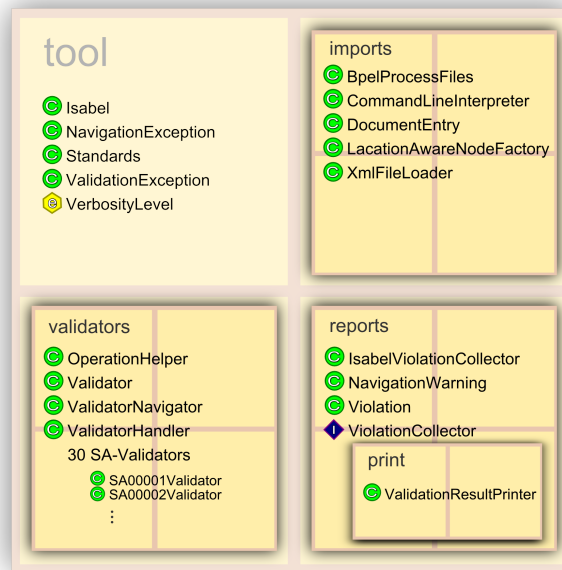 tool
Isabel
NavigationException
Standards
ValidationException
VerbosityLevel
imports
BpelProcessFiles
CommandLineInterpreter
DocumentEntry
LacationAwareNodeFactory
XmlFileLoader
validators
OperationHelper
Validator
ValidatorNavigator
ValidatorHandler
30 SA-Validators
SA00001Validator
SA00002Validator
⋮
reports
IsabelViolationCollector
NavigationWarning
Violation
ViolationCollector
print
ValidationResultPrinter